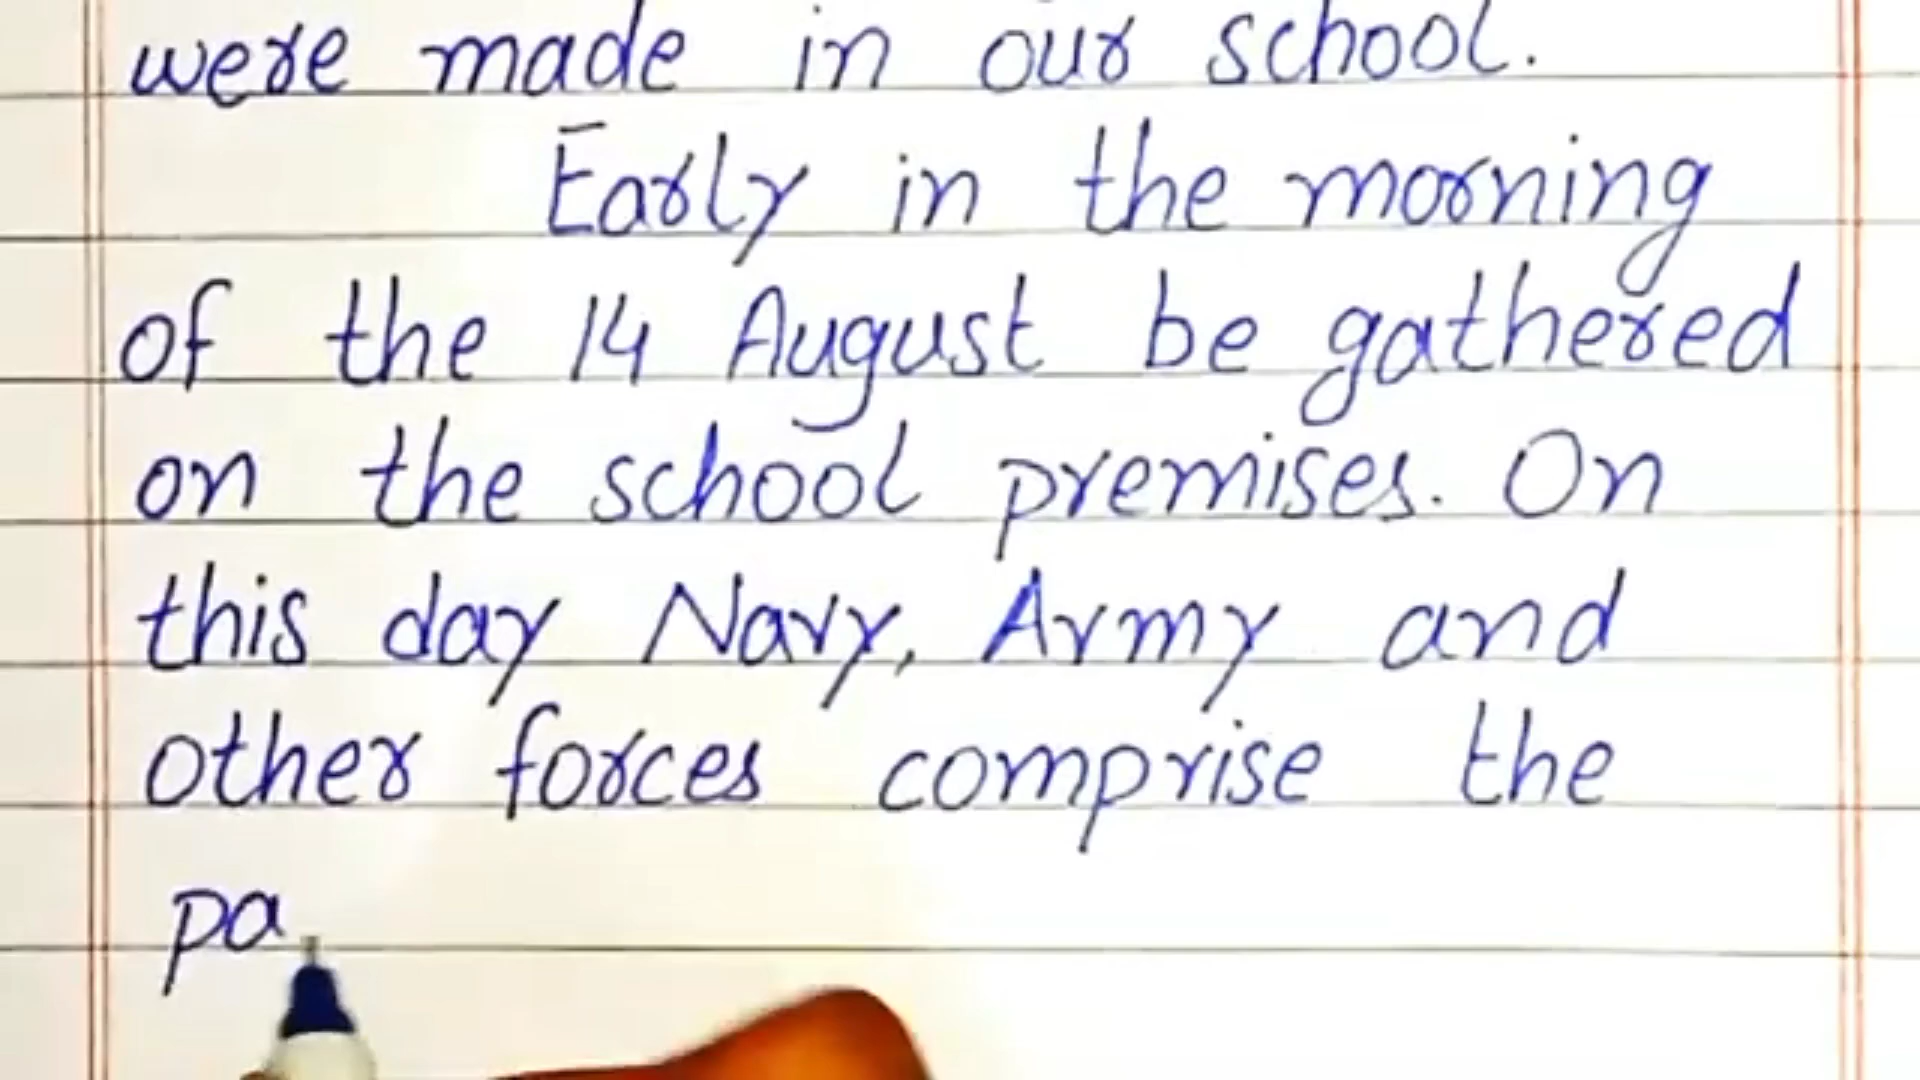 were made in our school.
Early in the morning
of the 14 August be gathered
on the school premises. On
this day Navy, Army and
other forces comprise the
pa